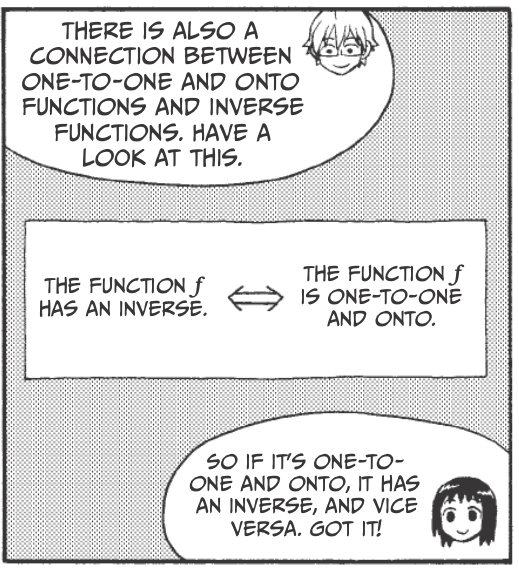 THERE IS ALSO A
CONNECTION BETWEEN
ONE-TO-ONE AND ONTO
FUNCTIONS AND INVERSE
FUNCTIONS. HAVE A
LOOK AT THIS.
THE FUNCTION f
HAS AN INVERSE.
⇔
THE FUNCTION f
IS ONE-TO-ONE
AND ONTO.
SO IF IT'S ONE-TO-
ONE AND ONTO, IT HAS
AN INVERSE, AND VICE
VERSA. GOT IT!